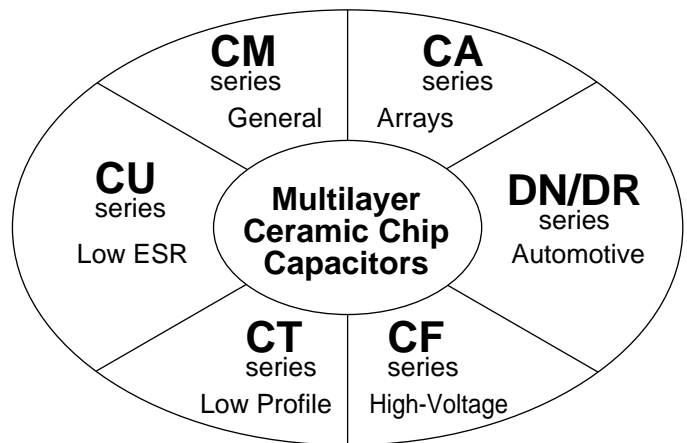 CM
series
General
CA
series
Arrays
CU
series
Low ESR
Multilayer
Ceramic Chip
Capacitors
DN/DR
series
Automotive
CT
series
Low Profile
CF
series
High-Voltage